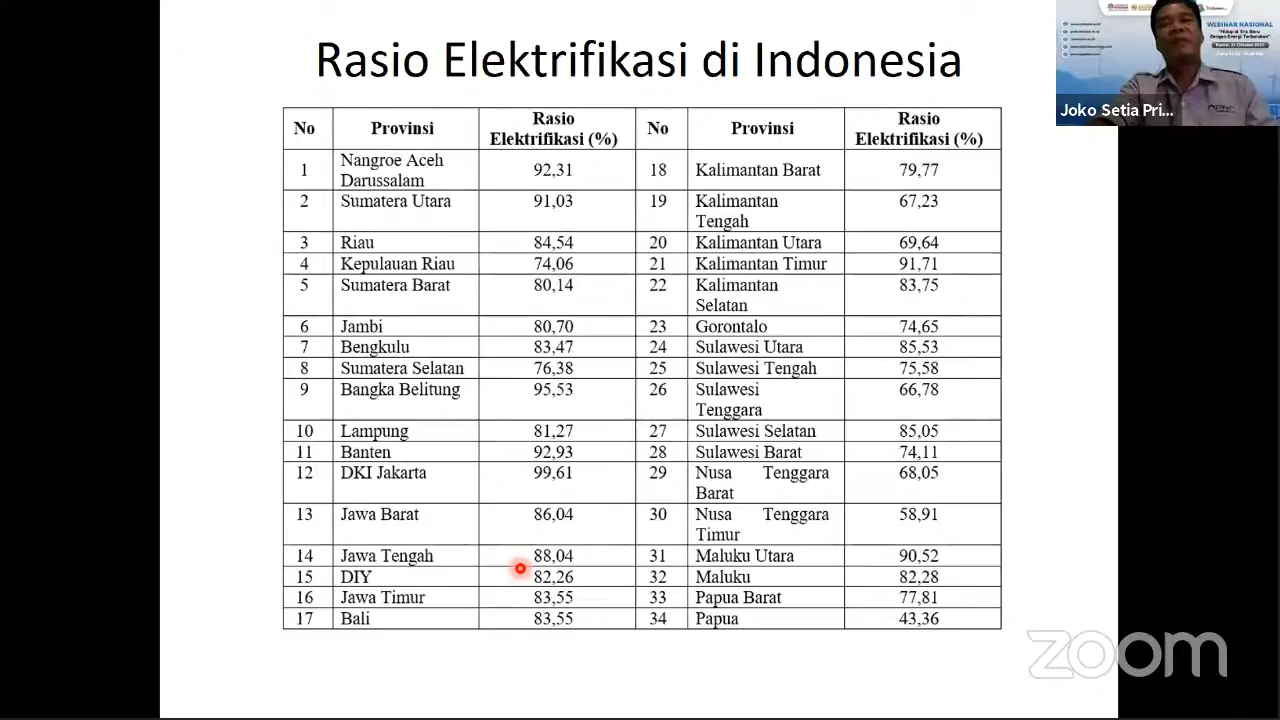 Rasio Elektrifikasi di Indonesia
No Provinsi Rasio Elektrifikasi (%) No Provinsi Rasio Elektrifikasi (%)
1 Nangroe Aceh Darussalam 92,31 18 Kalimantan Barat 79,77
2 Sumatera Utara 91,03 19 Kalimantan Tengah 67,23
3 Riau 84,54 20 Kalimantan Utara 69,64
4 Kepulauan Riau 74,06 21 Kalimantan Timur 91,71
5 Sumatera Barat 80,14 22 Kalimantan Selatan 83,75
6 Jambi 80,70 23 Gorontalo 74,65
7 Bengkulu 83,47 24 Sulawesi Utara 85,53
8 Sumatera Selatan 76,38 25 Sulawesi Tengah 75,58
9 Bangka Belitung 95,53 26 Sulawesi Tenggara 66,78
10 Lampung 81,27 27 Sulawesi Selatan 85,05
11 Banten 92,93 28 Sulawesi Barat 74,11
12 DKI Jakarta 99,61 29 Nusa Tenggara Barat 68,05
13 Jawa Barat 86,04 30 Nusa Tenggara Timur 58,91
14 Jawa Tengah 88,04 31 Maluku Utara 90,52
15 DIY 82,26 32 Maluku 82,28
16 Jawa Timur 83,55 33 Papua Barat 77,81
17 Bali 83,55 34 Papua 43,36
WEBINAR NASIONAL
"Hidup di Era Baru
Dengan Energi Terbarukan"
Joko Setia Pri...
zoom